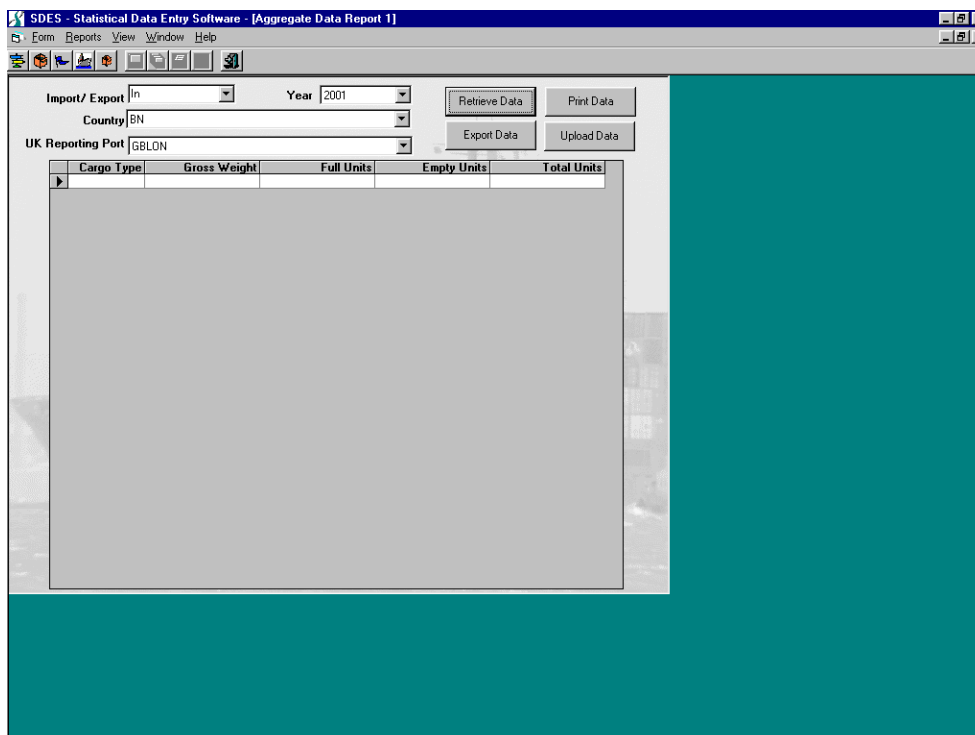 SDES - Statistical Data Entry Software - [Aggregate Data Report 1]
Form Reports View Window Help
Import/ Export In Year 2001 Retrieve Data Print Data
Country BN
Export Data Upload Data
UK Reporting Port GBLON
Cargo Type Gross Weight Full Units Empty Units Total Units